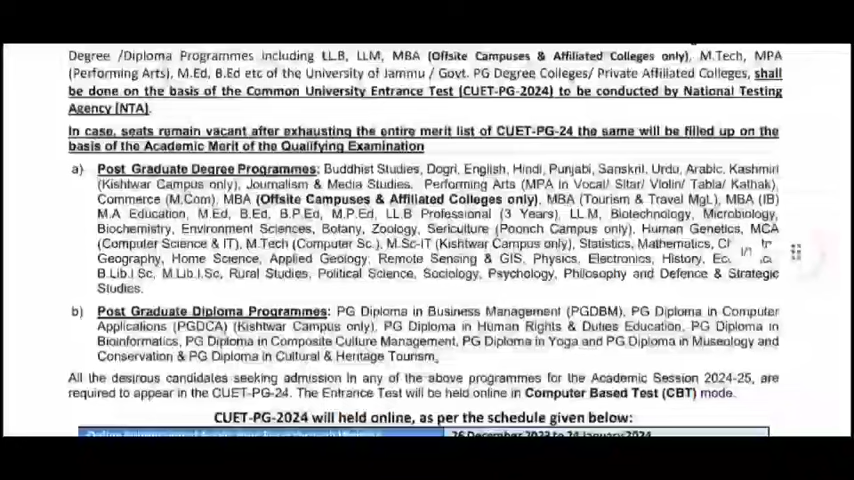 Degree /Diploma Programmes including LL.B, LLM, MBA (Offsite Campuses & Affiliated Colleges only), M.Tech, MPA
(Performing Arts), M.Ed, B.Ed etc of the University of Jammu / Govt. PG Degree Colleges/ Private Affiliated Colleges, shall
be done on the basis of the Common University Entrance Test (CUET-PG-2024) to be conducted by National Testing
Agency (NTA).
In case, seats remain vacant after exhausting the entire merit list of CUET-PG-24 the same will be filled up on the
basis of the Academic Merit of the Qualifying Examination
a) Post Graduate Degree Programmes: Buddhist Studies, Dogri, English, Hindi, Punjabi, Sanskrit, Urdu, Arabic, Kashmiri
(Kishtwar Campus only), Journalism & Media Studies, Performing Arts (MPA in Vocal/ Sitar/ Violin/ Tabla/ Kathak),
Commerce (M.Com), MBA (Offsite Campuses & Affiliated Colleges only), MBA (Tourism & Travel Mgt.), MBA (IB)
M.A Education, M.Ed, B.Ed, B.P.Ed, M.P.Ed, LL.B Professional (3 Years), LL.M, Biotechnology, Microbiology,
Biochemistry, Environment Sciences, Botany, Zoology, Sericulture (Poonch Campus only), Human Genetics, MCA
(Computer Science & IT), M.Tech (Computer Sc.), M.Sc-IT (Kishtwar Campus only), Statistics, Mathematics,
Geography, Home Science, Applied Geology, Remote Sensing & GIS, Physics, Electronics, History,
B.Lib.I Sc, M.Lib.I.Sc, Rural Studies, Political Science, Sociology, Psychology, Philosophy and Defence & Strategic
Studies.
b) Post Graduate Diploma Programmes: PG Diploma in Business Management (PGDBM), PG Diploma in Computer
Applications (PGDCA) (Kishtwar Campus only), PG Diploma in Human Rights & Duties Education, PG Diploma in
Bioinformatics, PG Diploma in Composite Culture Management, PG Diploma in Yoga and PG Diploma in Museology and
Conservation & PG Diploma in Cultural & Heritage Tourism.
All the desirous candidates seeking admission in any of the above programmes for the Academic Session 2024-25, are
required to appear in the CUET-PG-24. The Entrance Test will be held online in Computer Based Test (CBT) mode.
CUET-PG-2024 will held online, as per the schedule given below:
26 December 2023 to 24 January 2024